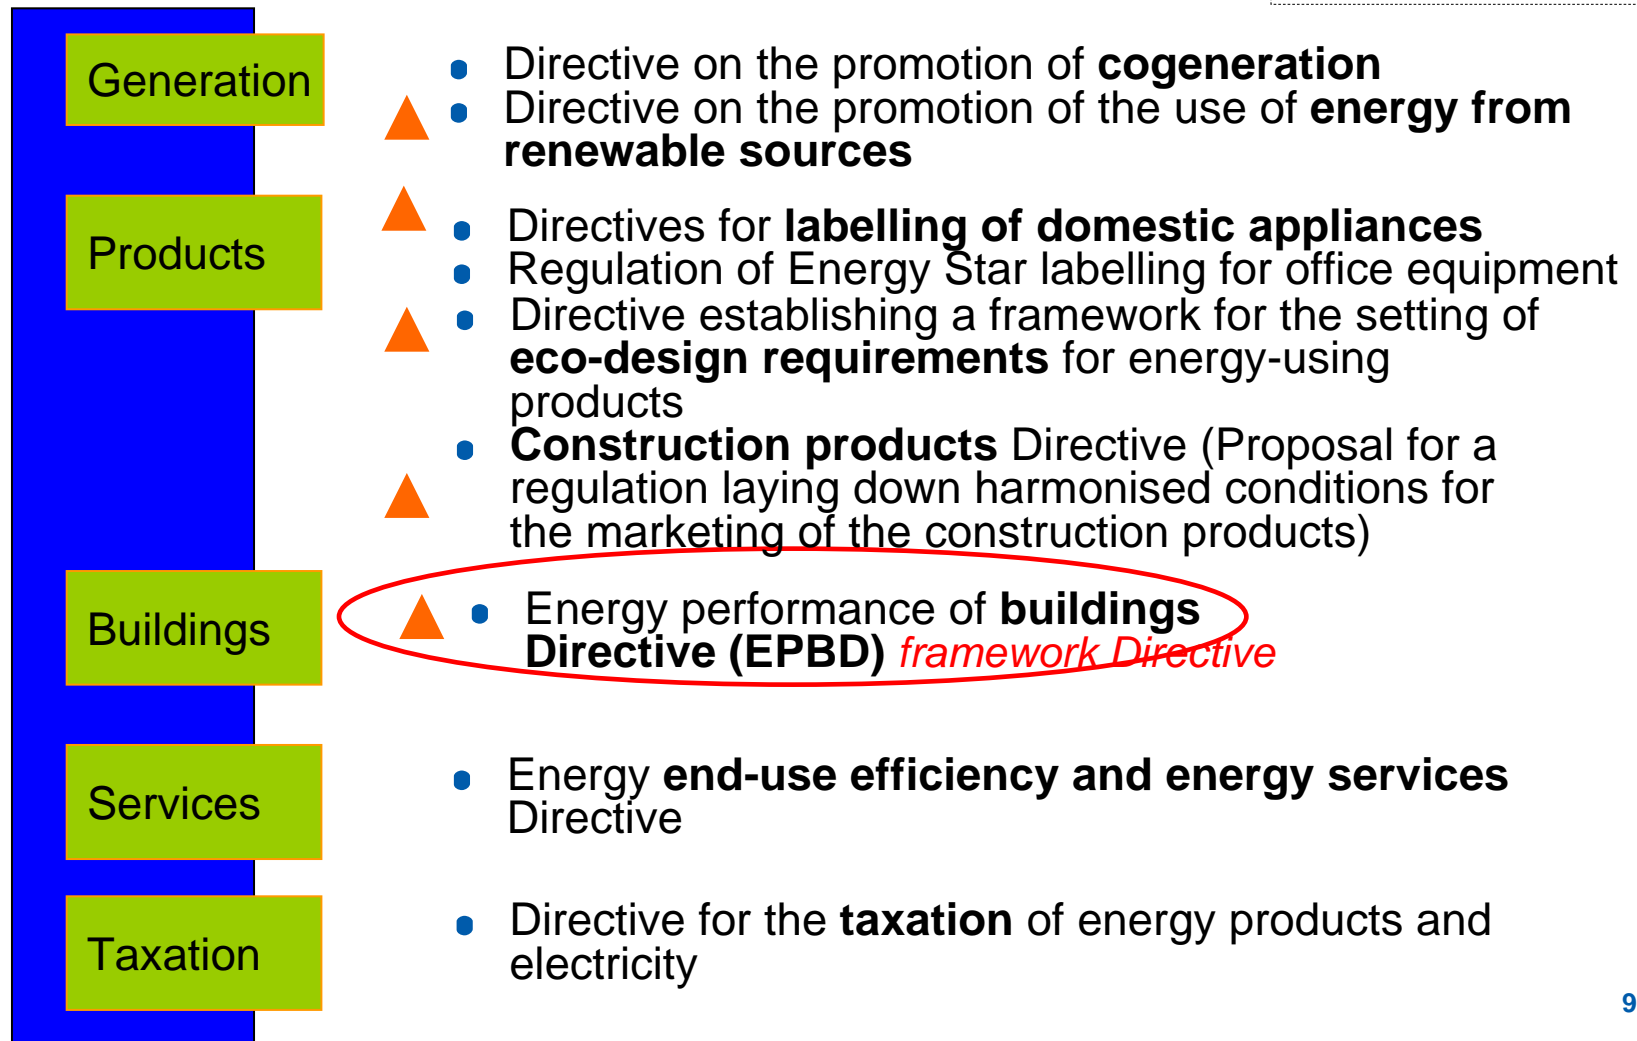 Generation
• Directive on the promotion of cogeneration
• Directive on the promotion of the use of energy from
renewable sources
Products
• Directives for labelling of domestic appliances
• Regulation of Energy Star labelling for office equipment
• Directive establishing a framework for the setting of
eco-design requirements for energy-using
products
• Construction products Directive (Proposal for a
regulation laying down harmonised conditions for
the marketing of the construction products)
Buildings
• Energy performance of buildings
Directive (EPBD) framework Directive
Services
• Energy end-use efficiency and energy services
Directive
Taxation
• Directive for the taxation of energy products and
electricity
9